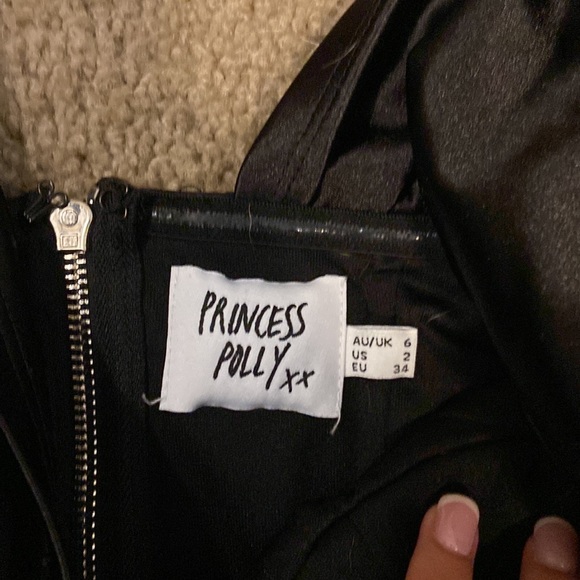 PRINCESS
POLLY xx
AU/UK 6
US 2
EU 34